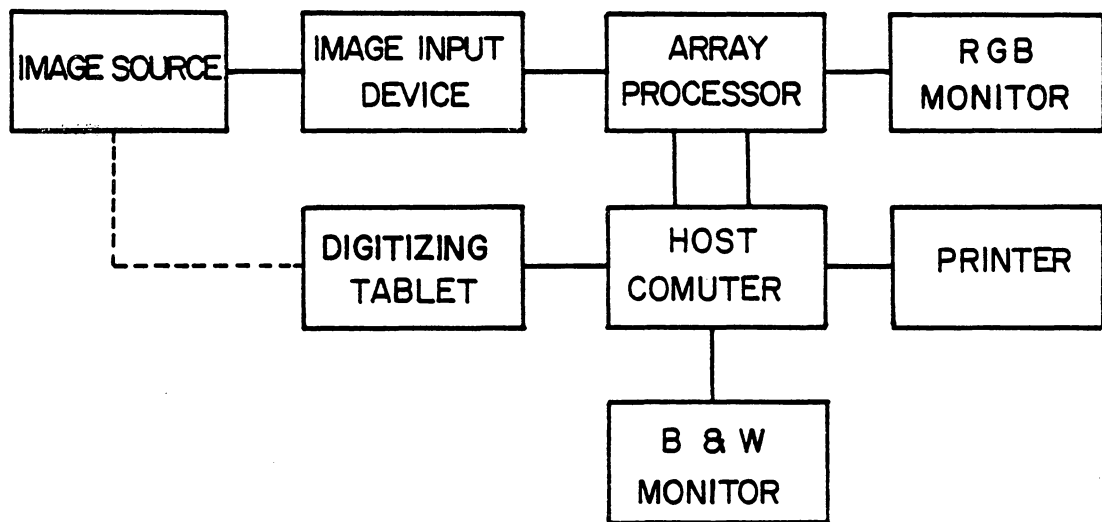 IMAGE SOURCE
IMAGE INPUT
DEVICE
ARRAY
PROCESSOR
RGB
MONITOR
DIGITIZING
TABLET
HOST
COMUTER
PRINTER
B & W
MONITOR